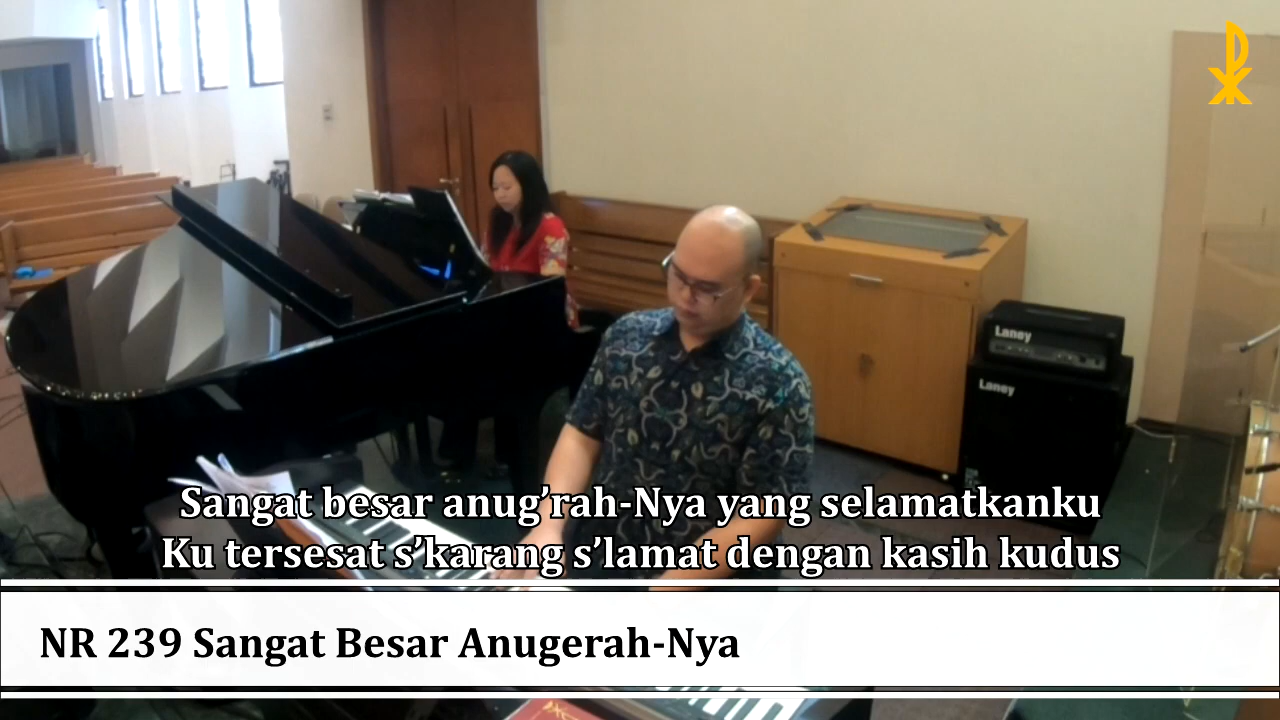 Laney
Laney
Sangat besar anug’rah-Nya yang selamatkanku
Ku tersesat s’karang s’lamat dengan kasih kudus
NR 239 Sangat Besar Anugerah-Nya